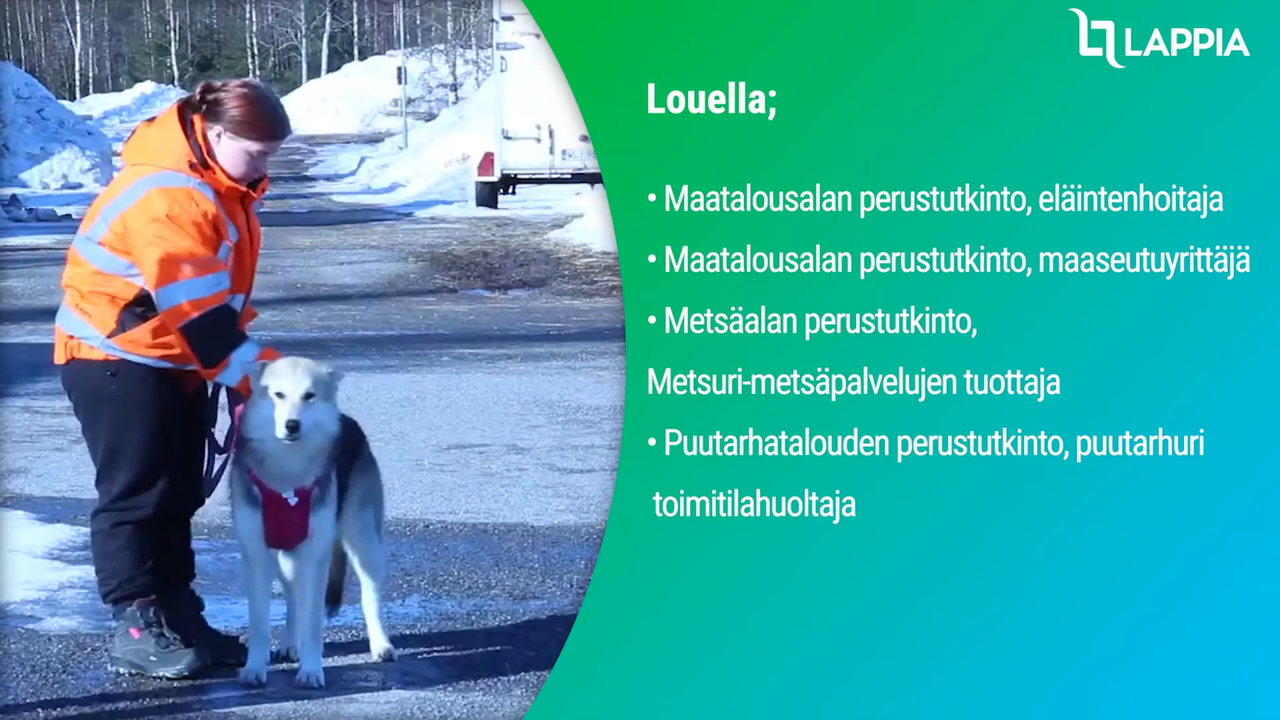 LAPPIA
Louella;
• Maatalousalan perustutkinto, eläintenhoitaja
• Maatalousalan perustutkinto, maaseutuyrittäjä
• Metsäalan perustutkinto,
Metsuri-metsäpalvelujen tuottaja
• Puutarhatalouden perustutkinto, puutarhuri
toimitilahuoltaja